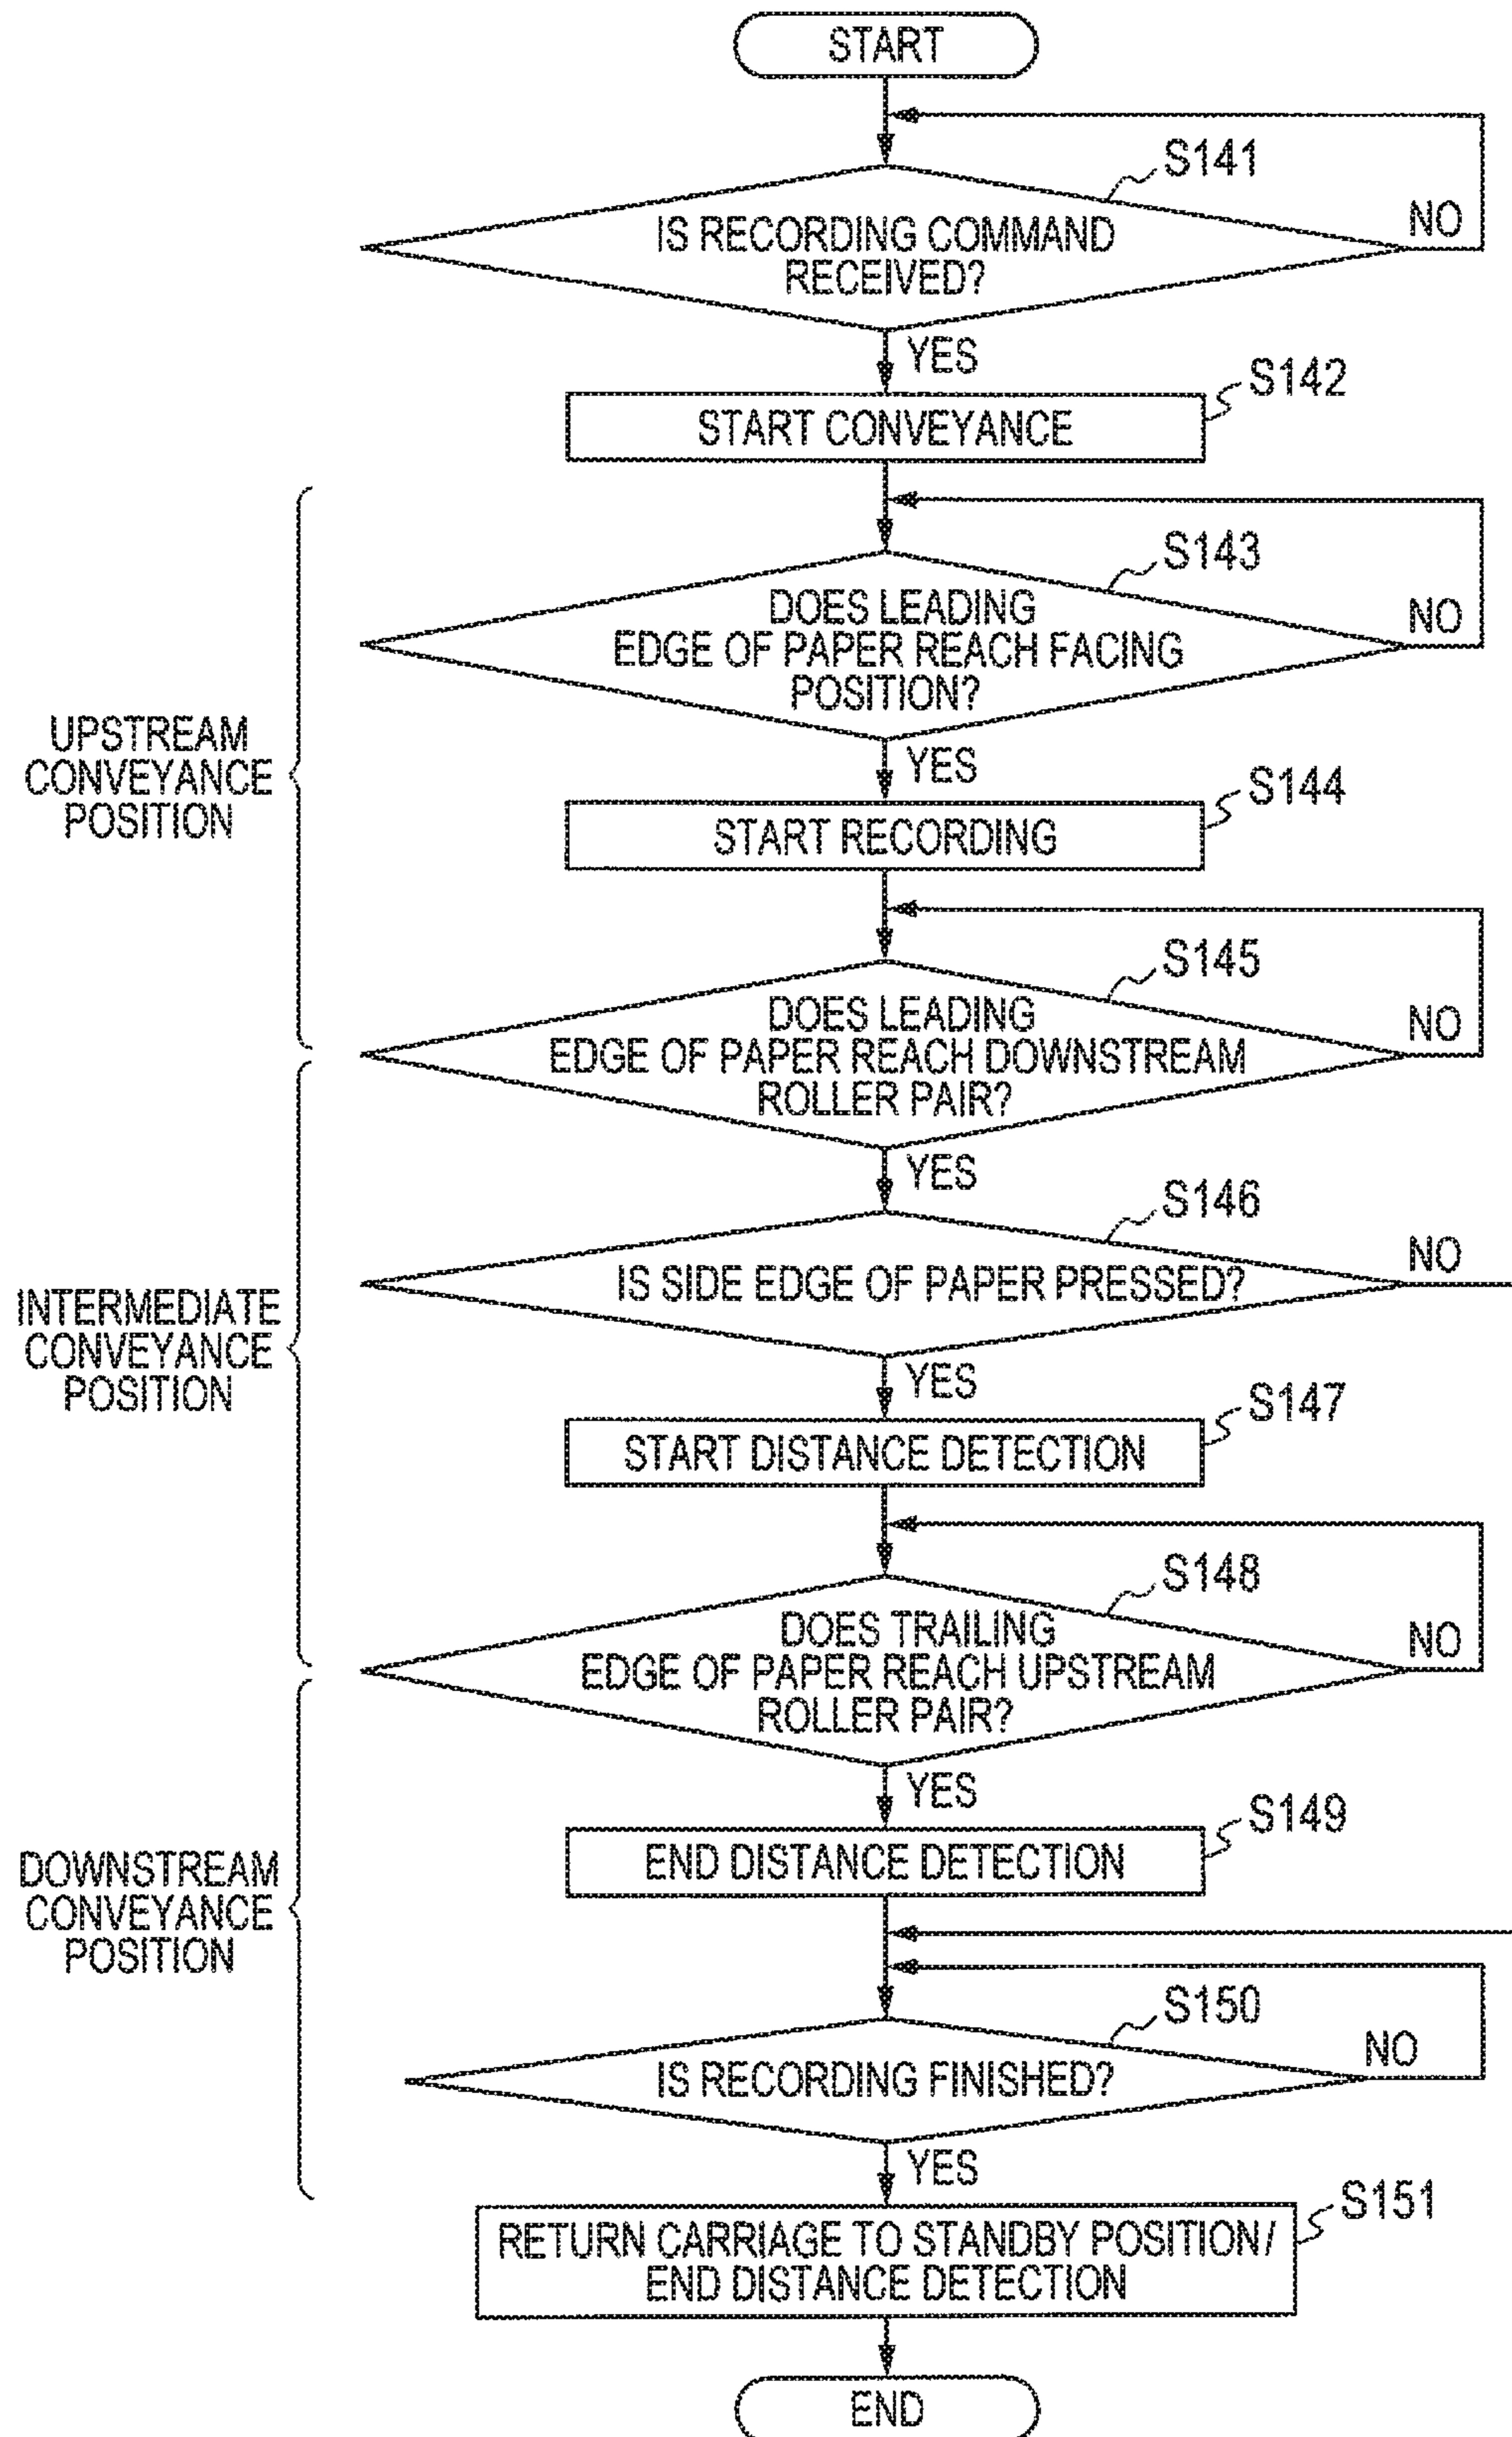 START
S141
IS RECORDING COMMAND
RECEIVED?
NO
YES
S142
START CONVEYANCE
S143
DOES LEADING
EDGE OF PAPER REACH FACING
POSITION?
NO
YES
UPSTREAM
CONVEYANCE
POSITION
S144
START RECORDING
S145
DOES LEADING
EDGE OF PAPER REACH DOWNSTREAM
ROLLER PAIR?
NO
YES
S146
IS SIDE EDGE OF PAPER PRESSED?
NO
YES
INTERMEDIATE
CONVEYANCE
POSITION
S147
START DISTANCE DETECTION
S148
DOES TRAILING
EDGE OF PAPER REACH UPSTREAM
ROLLER PAIR?
NO
YES
S149
END DISTANCE DETECTION
DOWNSTREAM
CONVEYANCE
POSITION
S150
IS RECORDING FINISHED?
NO
YES
S151
RETURN CARRIAGE TO STANDBY POSITION/
END DISTANCE DETECTION
END